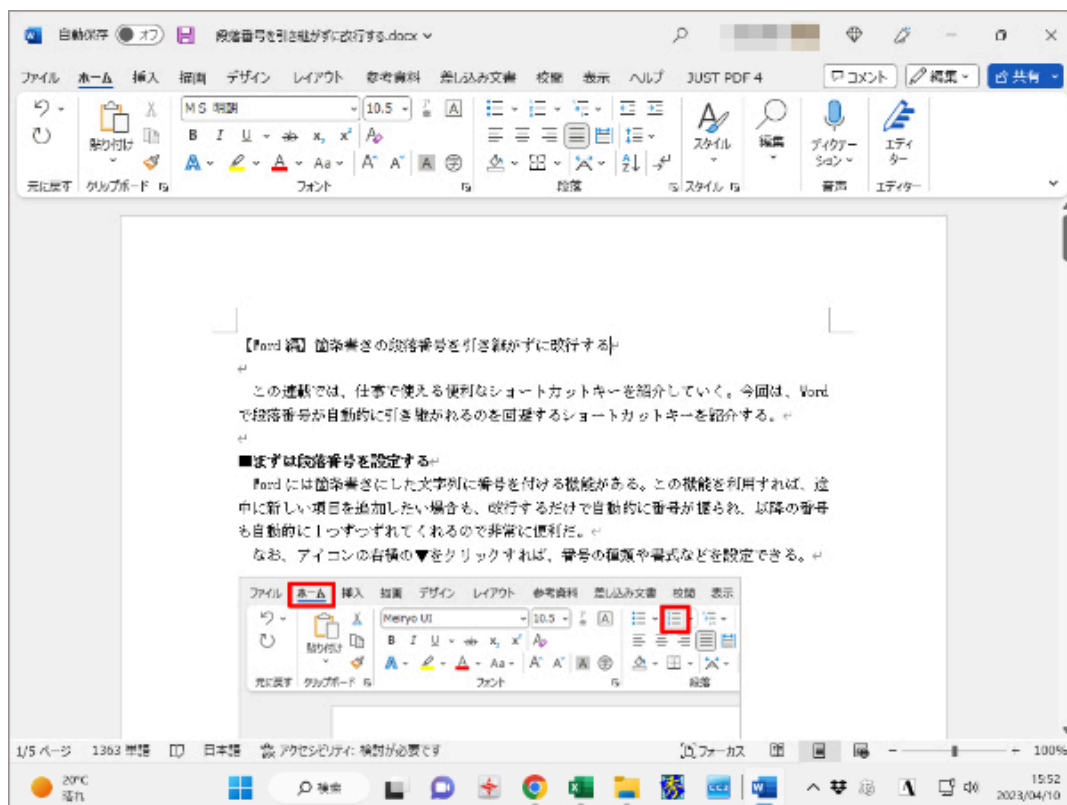 自動保存 オフ 段落番号を引き継がずに改行する.docx
ファイル ホーム 挿入 描画 デザイン レイアウト 参考資料 差し込み文書 校閲 表示 ヘルプ JUST PDF 4 コメント 編集 共有
貼り付け MS 明朝 10.5 スタイル 編集 ディクテーション エディター
元に戻す クリップボード フォント 段落 スタイル 音声 エディター
【Word編】箇条書きの段落番号を引き継がずに改行する
この連載では、仕事で使える便利なショートカットキーを紹介していく。今回は、Word
で段落番号が自動的に引き継がれるのを回避するショートカットキーを紹介する。
■まずは段落番号を設定する
Wordには箇条書きにした文字列に番号を付ける機能がある。この機能を利用すれば、途
中に新しい項目を追加したい場合も、改行するだけで自動的に番号が振られ、以降の番号
も自動的に1つずつずれてくれるので非常に便利だ。
なお、アイコンの右横の▼をクリックすれば、番号の種類や書式などを設定できる。
ファイル ホーム 挿入 描画 デザイン レイアウト 参考資料 差し込み文書 校閲 表示
貼り付け Meiryo UI 10.5
元に戻す クリップボード フォント 段落
1/5 ページ 1363 単語 日本語 アクセシビリティ: 検討が必要です フォーカス 100%
20°C
晴れ
検索
15:52
2023/04/10